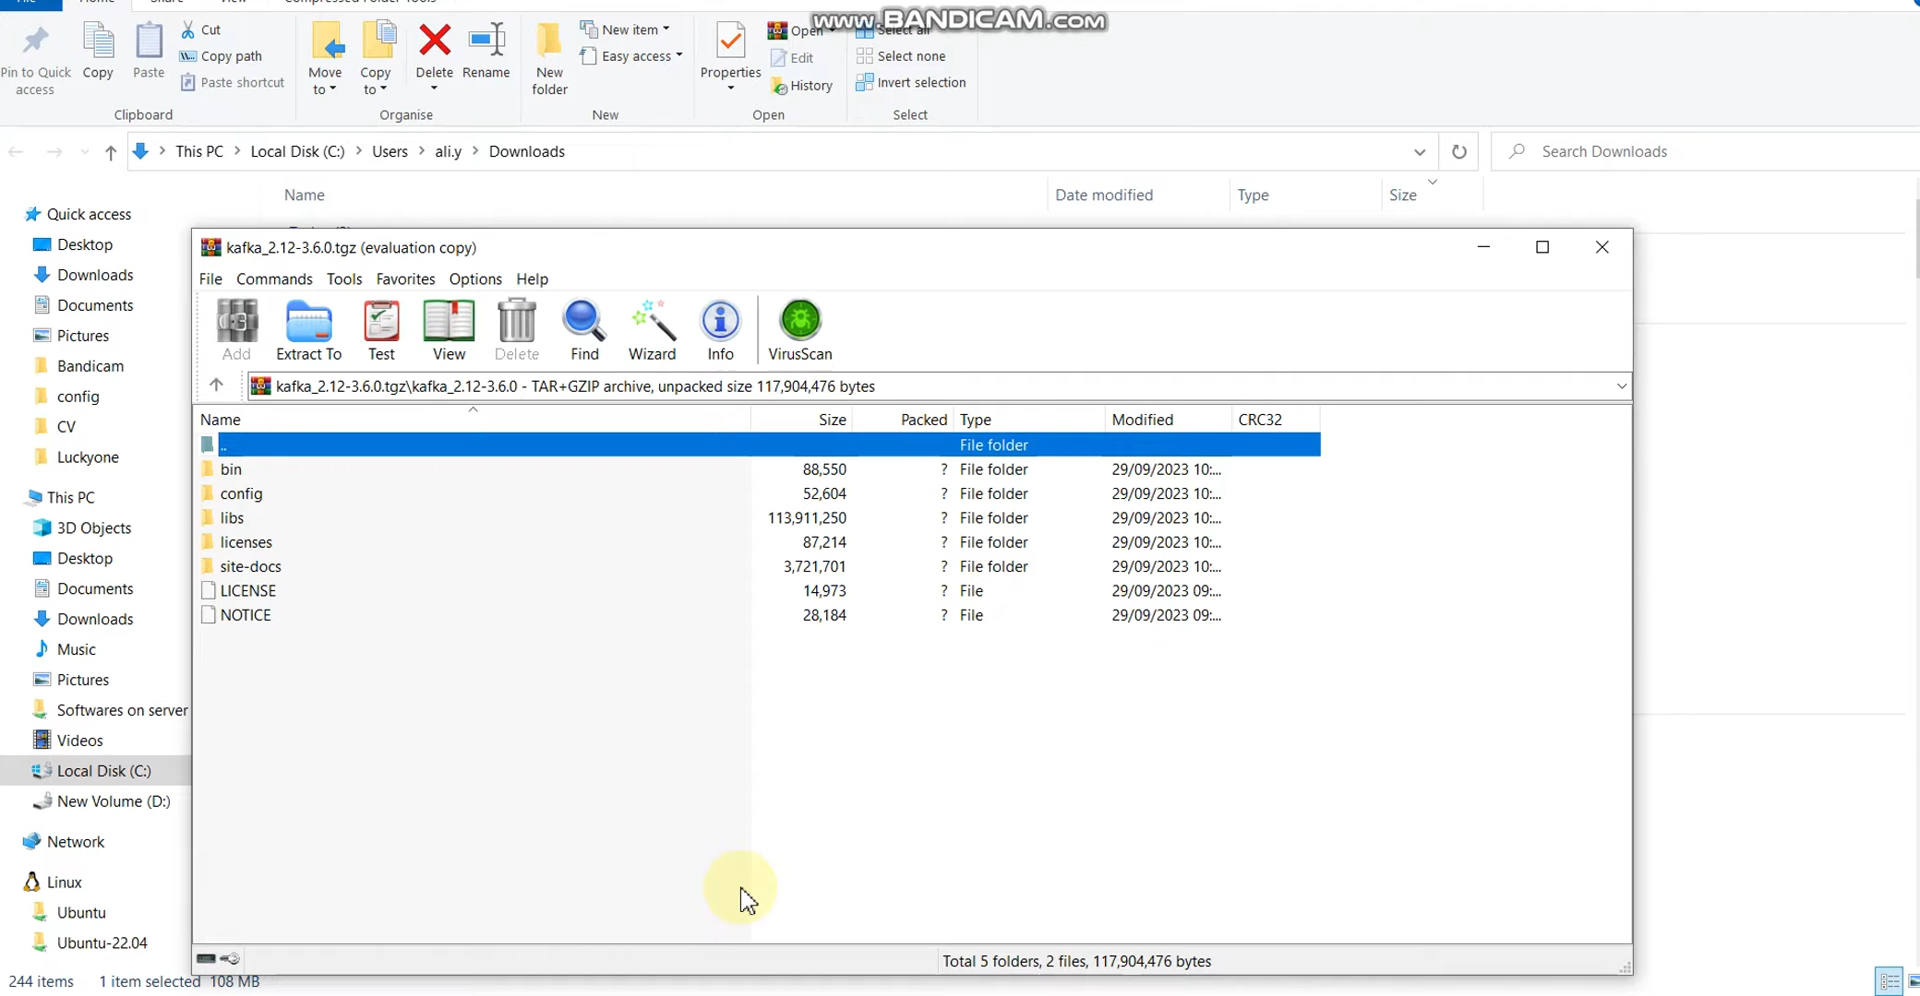 File Home Share View Compressed Folder Tools
www.BANDICAM.com
Pin to Quick access
Copy
Paste
Cut
Copy path
Paste shortcut
Clipboard
Move to
Copy to
Delete
Rename
Organise
New folder
New item
Easy access
New
Properties
Open
Edit
History
Open
Select all
Select none
Invert selection
Select
This PC > Local Disk (C:) > Users > ali.y > Downloads
Search Downloads
Name Date modified Type Size
Quick access
Desktop
Downloads
Documents
Pictures
Bandicam
config
CV
Luckyone
This PC
3D Objects
Desktop
Documents
Downloads
Music
Pictures
Softwares on server
Videos
Local Disk (C:)
New Volume (D:)
Network
Linux
Ubuntu
Ubuntu-22.04
kafka_2.12-3.6.0.tgz (evaluation copy)
File Commands Tools Favorites Options Help
Add Extract To Test View Delete Find Wizard Info VirusScan
kafka_2.12-3.6.0.tgz\kafka_2.12-3.6.0 - TAR+GZIP archive, unpacked size 117,904,476 bytes
Name Size Packed Type Modified CRC32
.. File folder
bin 88,550 ? File folder 29/09/2023 10:...
config 52,604 ? File folder 29/09/2023 10:...
libs 113,911,250 ? File folder 29/09/2023 10:...
licenses 87,214 ? File folder 29/09/2023 10:...
site-docs 3,721,701 ? File folder 29/09/2023 10:...
LICENSE 14,973 ? File 29/09/2023 09:...
NOTICE 28,184 ? File 29/09/2023 09:...
Total 5 folders, 2 files, 117,904,476 bytes
244 items 1 item selected 108 MB